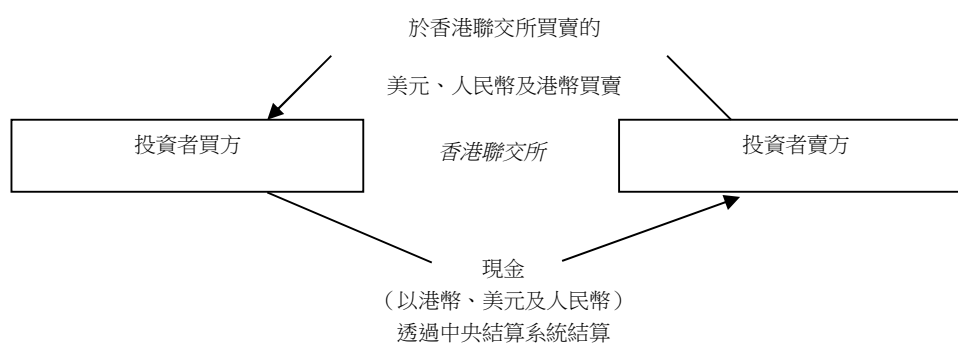 於香港聯交所買賣的
美元、人民幣及港幣買賣
投資者買方
香港聯交所
投資者賣方
現金
（以港幣、美元及人民幣）
透過中央結算系統結算